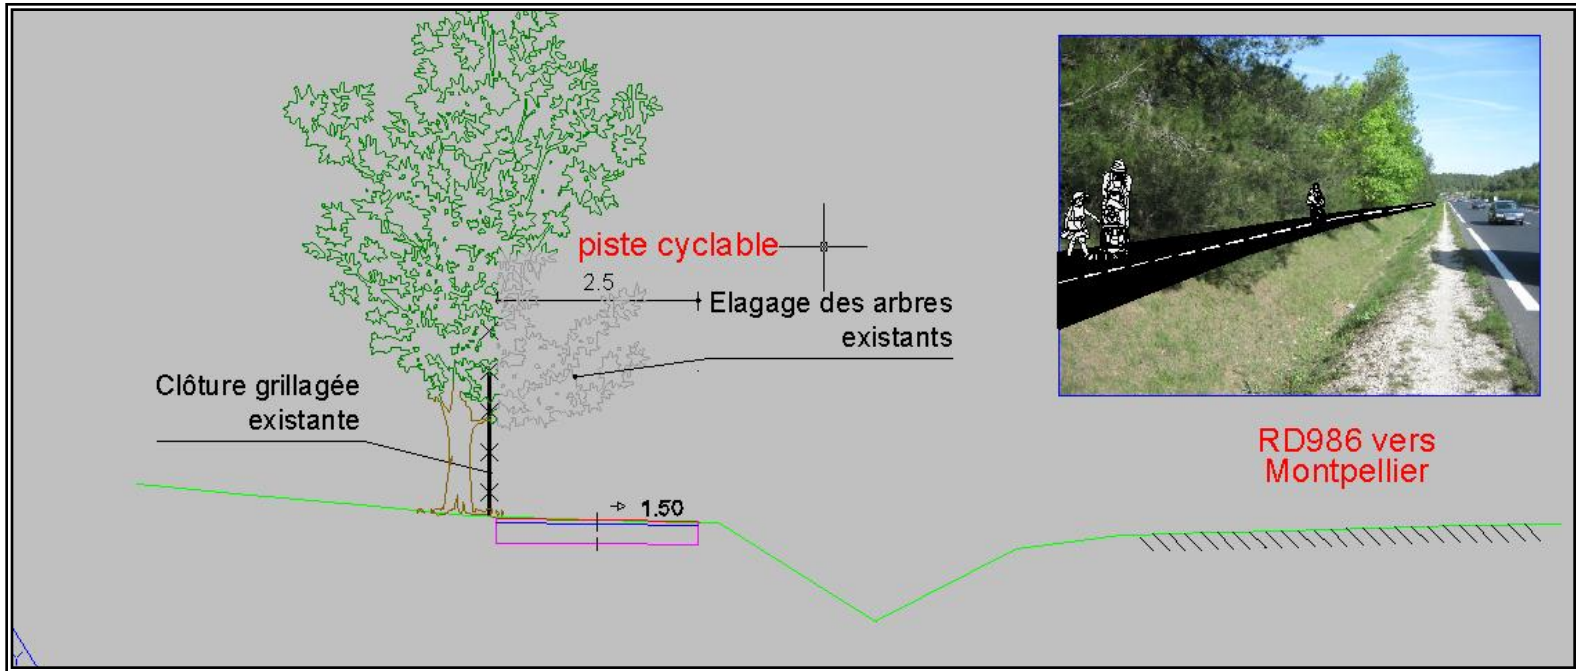 piste cyclable
2.5
Elagage des arbres
existants
Clôture grillagée
existante
1.50
RD986 vers
Montpellier